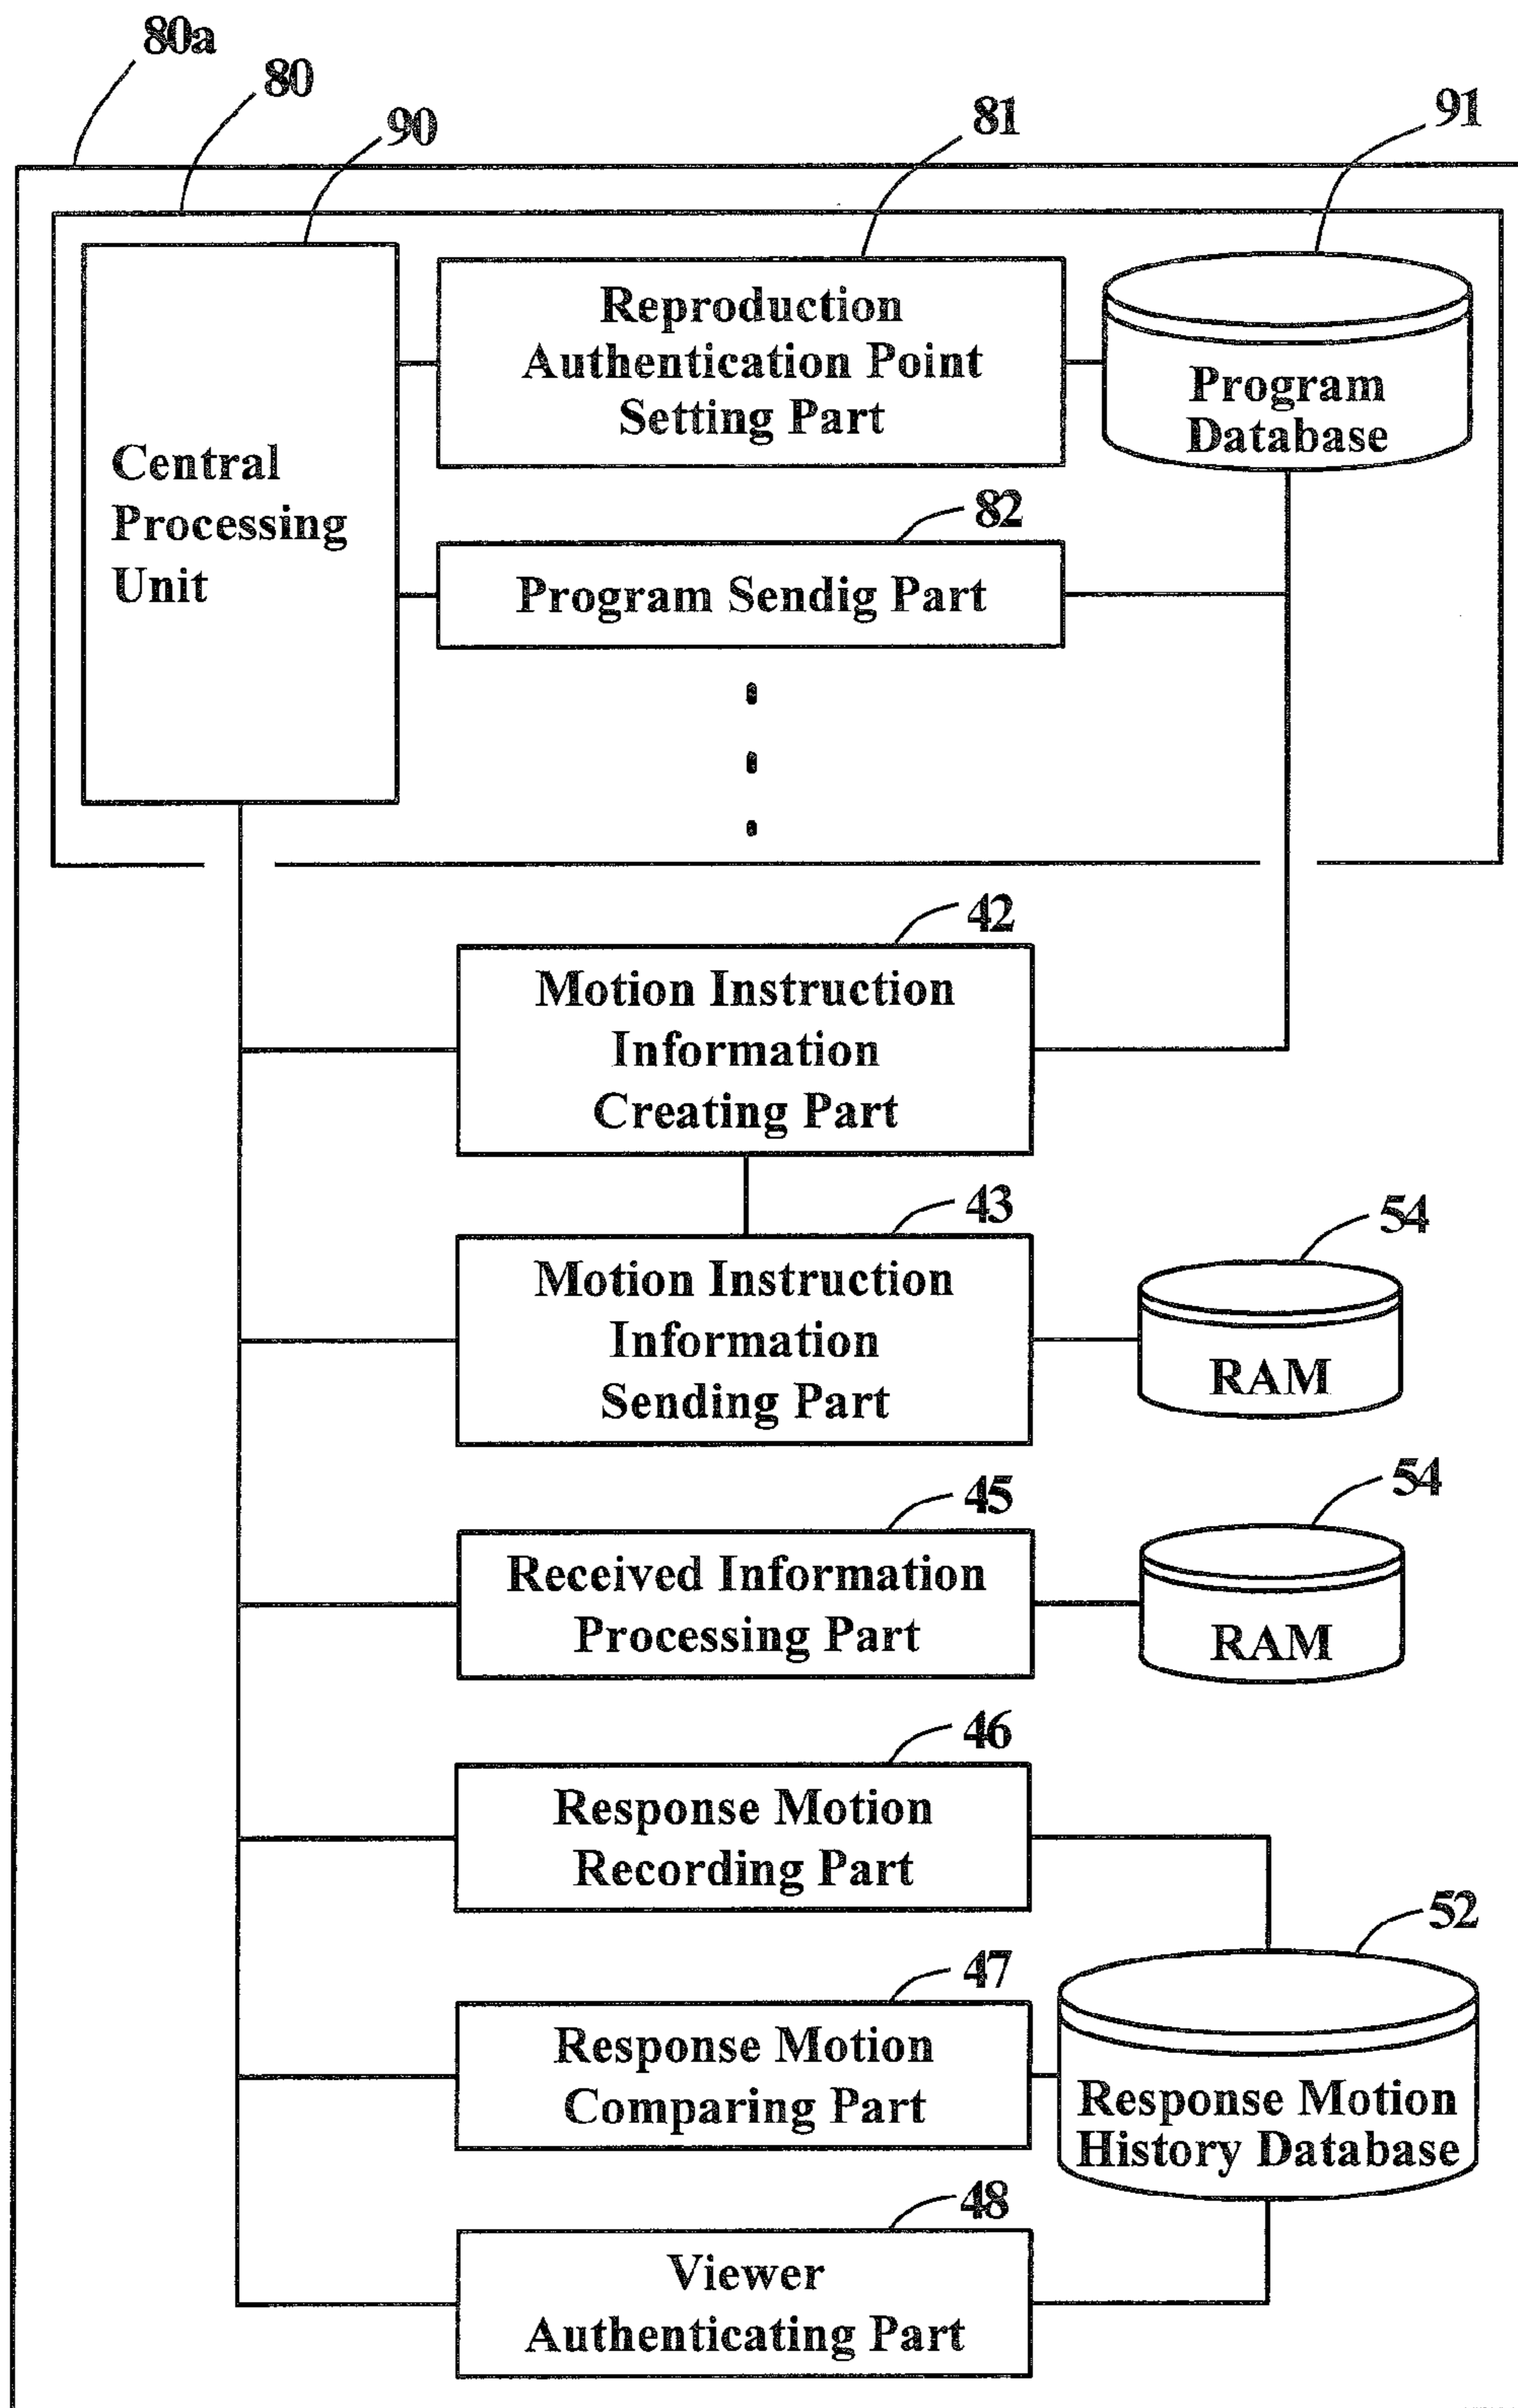 80a
80
90
81
91
Reproduction
Authentication Point
Setting Part
Program
Database
Central
Processing
Unit
82
Program Sendig Part
42
Motion Instruction
Information
Creating Part
43
Motion Instruction
Information
Sending Part
54
RAM
45
Received Information
Processing Part
54
RAM
46
Response Motion
Recording Part
52
47
Response Motion
Comparing Part
Response Motion
History Database
48
Viewer
Authenticating Part